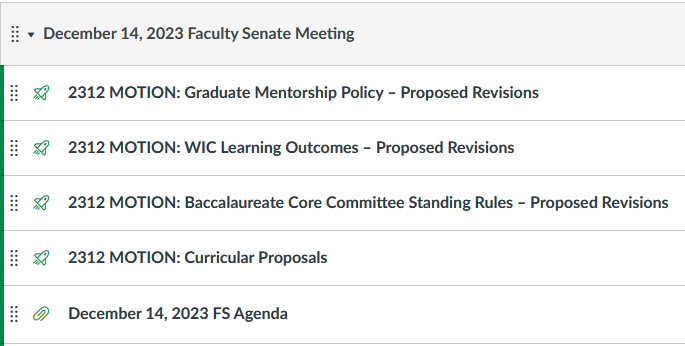 December 14, 2023 Faculty Senate Meeting
2312 MOTION: Graduate Mentorship Policy – Proposed Revisions
2312 MOTION: WIC Learning Outcomes – Proposed Revisions
2312 MOTION: Baccalaureate Core Committee Standing Rules – Proposed Revisions
2312 MOTION: Curricular Proposals
December 14, 2023 FS Agenda